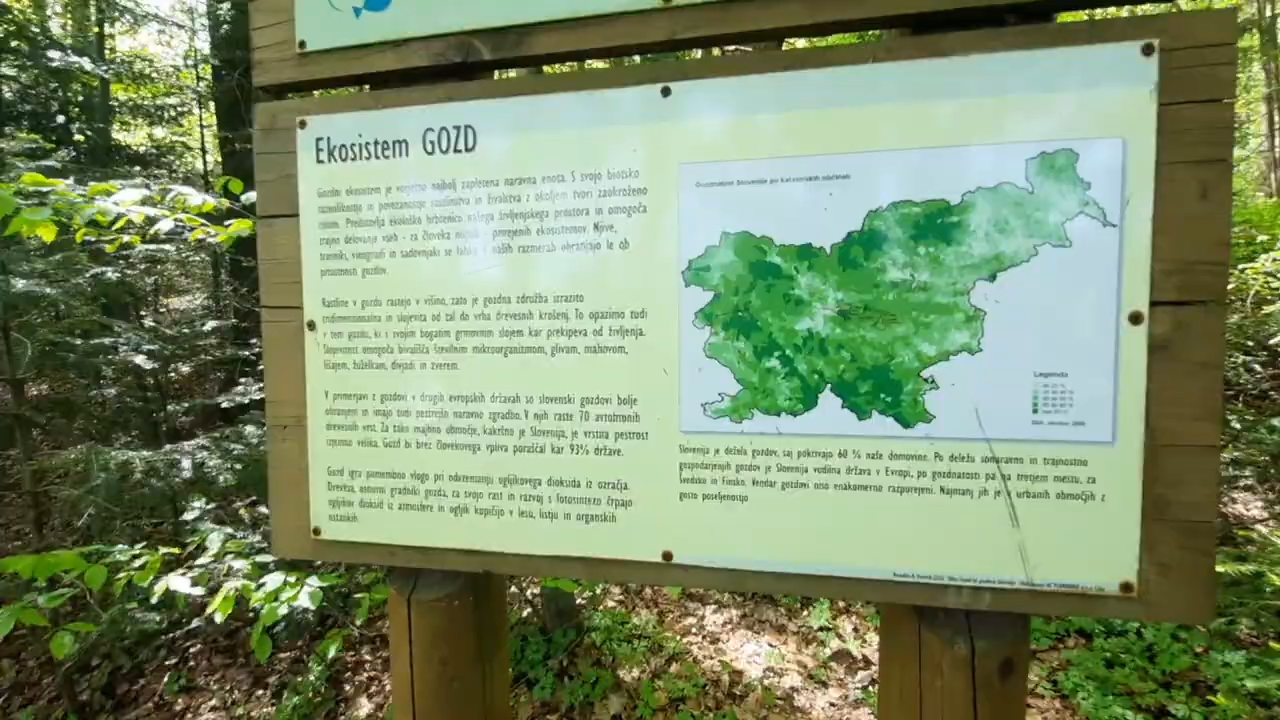 Ekosistem GOZD
Gozdni ekosistem je verjetno najbolj zapletena naravna enota. S svojo biotsko
raznolikostjo in povezanostjo rastlinstva in živalstva z okoljem tvori zaokroženo
celoto. Predstavlja ekološko hrbtenico našega življenjskega prostora in omogoča
trajno delovanje vseh - za človeka prirejenih ekosistemov. Njive,
travniki, vinogradi in sadovnjaki se lahko v naših razmerah ohranjajo le ob
prisotnosti gozdov.
Rastline v gozdu rastejo v višino, zato je gozdna združba izrazito
tridimenzionalna in slojevita od tal do vrha drevesnih krošenj. To opazimo tudi
v tem gozdu, ki s svojim bogatim grmovnim slojem kar prekipeva od življenja.
Slojevitost omogoča bivališča številnim mikroorganizmom, glivam, mahovom,
lišajem, žuželkam, divjadi in zverem.
V primerjavi z gozdovi v drugih evropskih državah so slovenski gozdovi bolje
ohranjeni in imajo tudi pestrejšo naravno zgradbo. V njih raste 70 avtohtonih
drevesnih vrst. Za tako majhno območje, kakršno je Slovenija, je vrstna pestrost
izjemno velika. Gozd bi brez človekovega vpliva poraščal kar 93% države.
Gozd igra pomembno vlogo pri odvzemanju ogljikovega dioksida iz ozračja.
Drevesa, osnovni gradniki gozda, za svojo rast in razvoj s fotosintezo črpajo
ogljikov dioksid iz atmosfere in ogljik kopičijo v lesu, listju in organskih
ostankih.
Gozdnatost Slovenije po katastrskih občinah
Legenda
Slovenija je dežela gozdov, saj pokrivajo 60 % naše domovine. Po deležu sonaravno in trajnostno
gospodarjenih gozdov je Slovenija vodilna država v Evropi, po gozdnatosti pa na tretjem mestu, za
Švedsko in Finsko. Vendar gozdovi niso enakomerno razporejeni. Najmanj jih je v urbanih območjih z
gosto poseljenostjo